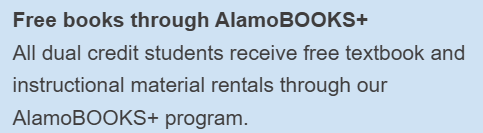 Free books through AlamoBOOKS+
All dual credit students receive free textbook and
instructional material rentals through our
AlamoBOOKS+ program.